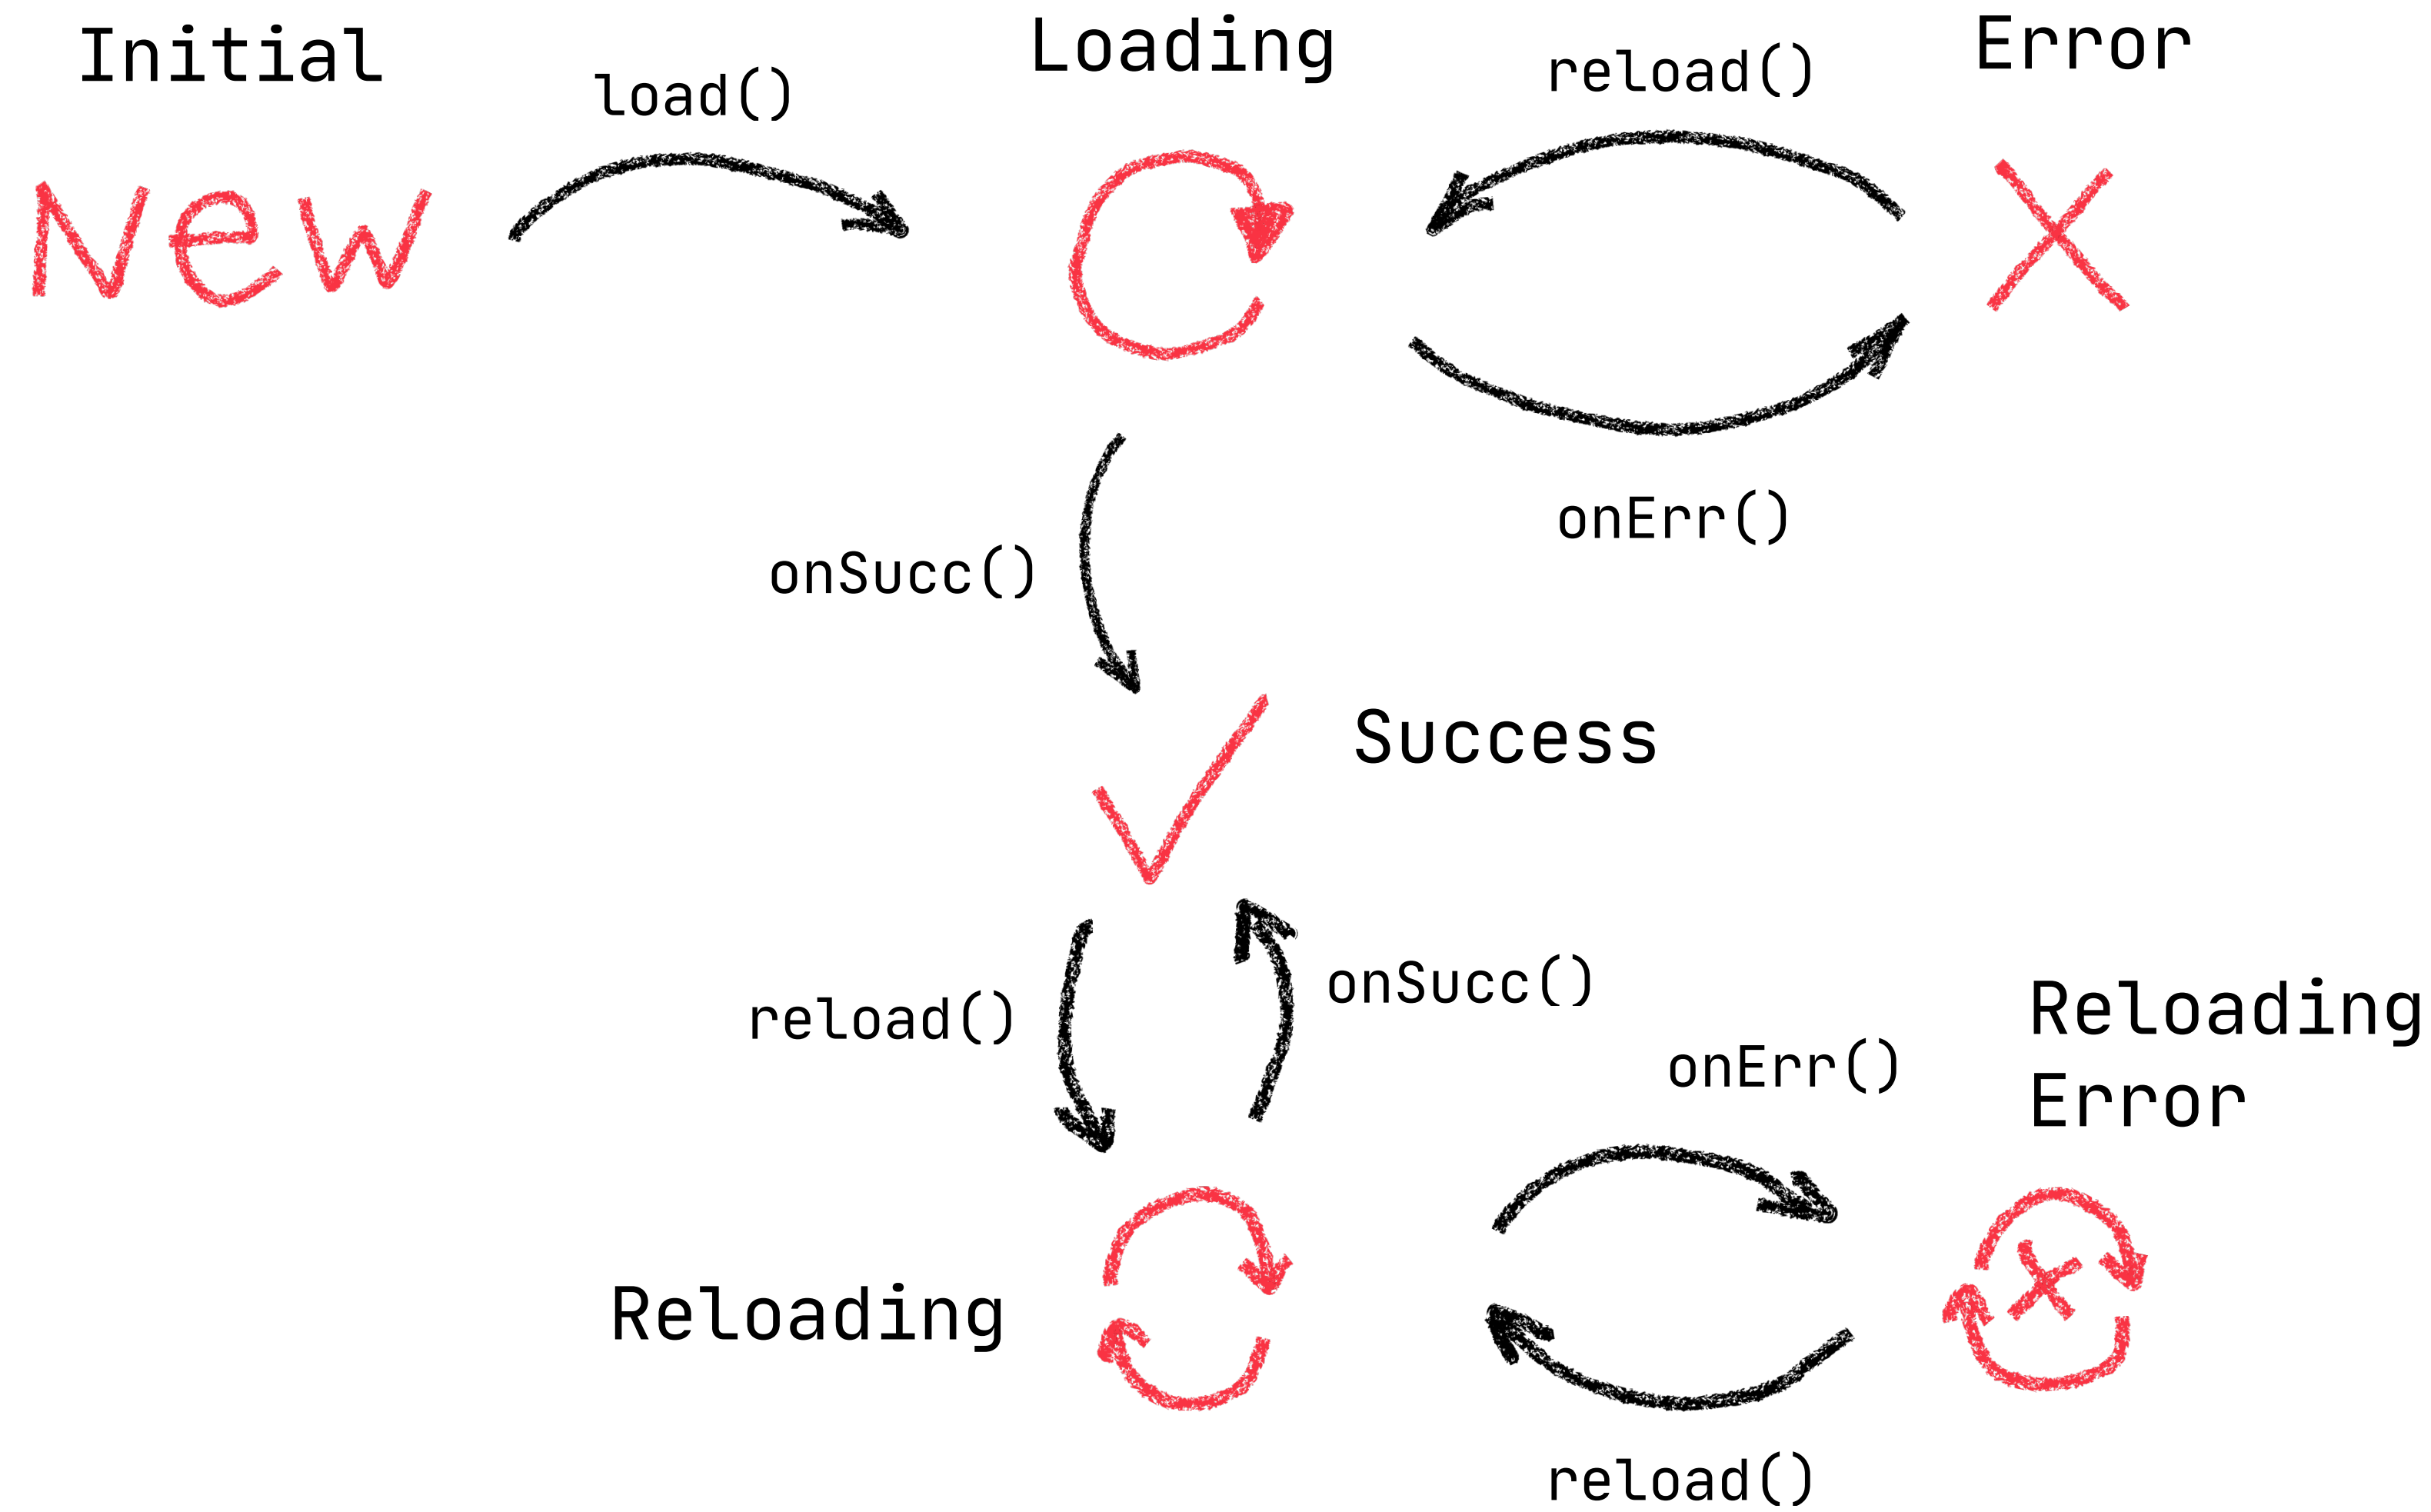 Initial
load()
Loading
reload()
Error
New
onErr()
onSucc()
Success
reload()
onSucc()
onErr()
Reloading
Error
Reloading
reload()